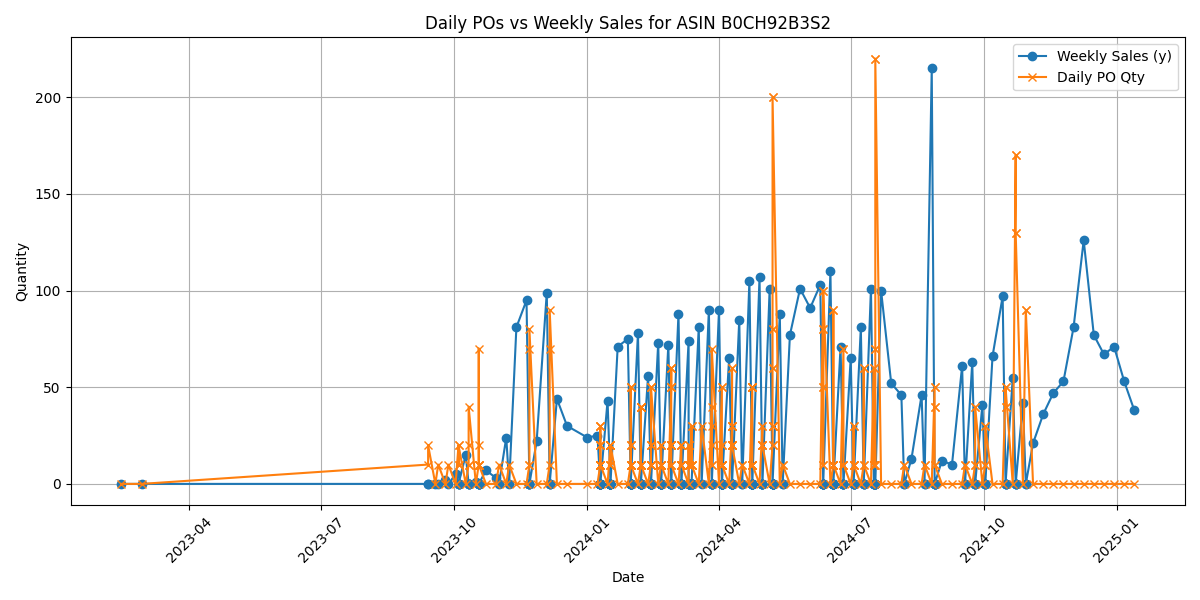 Daily POs vs Weekly Sales for ASIN B0CH92B3S2
Weekly Sales (y)
Daily PO Qty
Quantity
200
150
100
50
0
2023-04
2023-07
2023-10
2024-01
2024-04
2024-07
2024-10
2025-01
Date